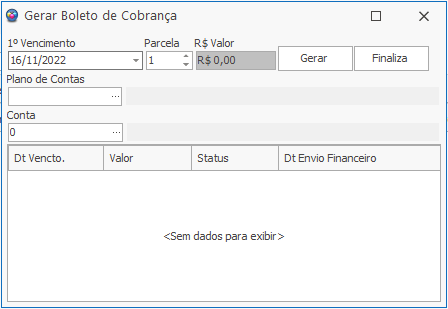 Gerar Boleto de Cobrança
1º Vencimento Parcela R$ Valor
16/11/2022 1 R$ 0,00 Gerar Finaliza
Plano de Contas
...
Conta
0 ...
Dt Vencto. Valor Status Dt Envio Financeiro
<Sem dados para exibir>